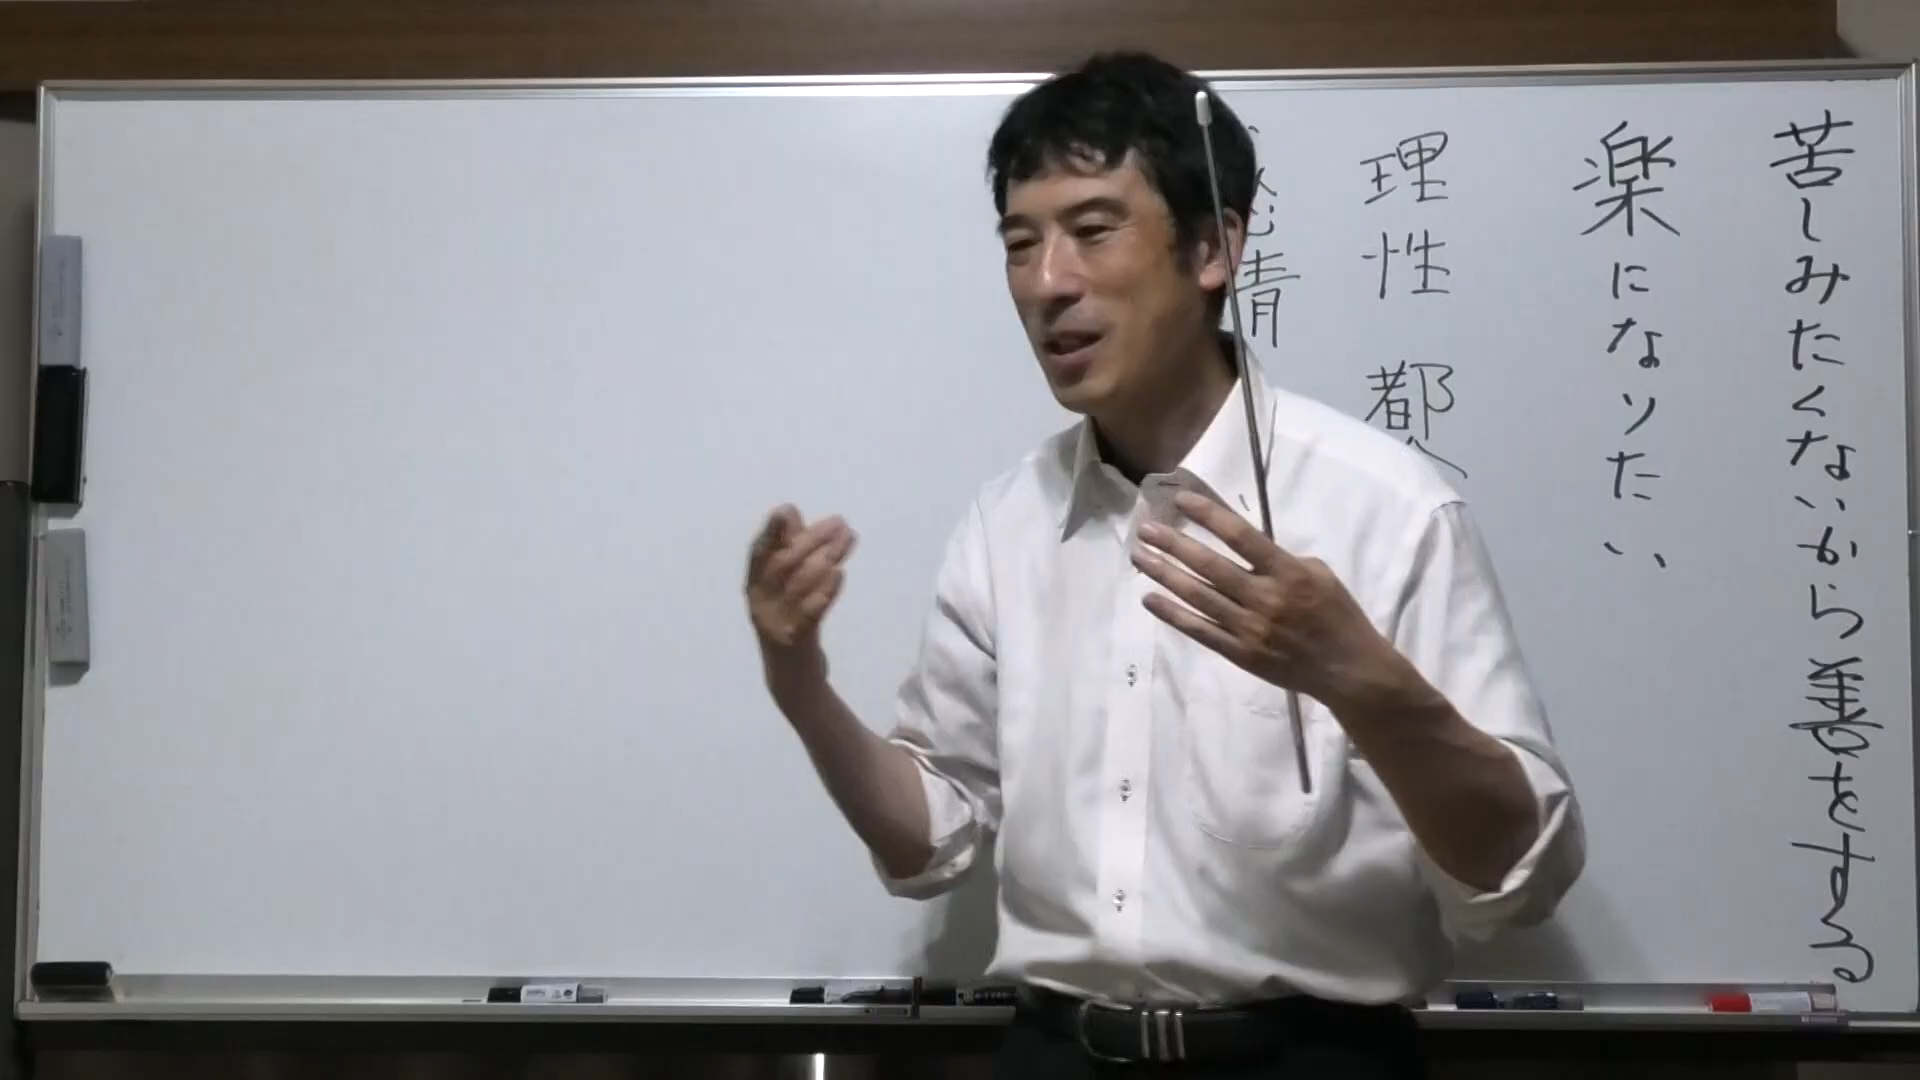 苦しみたくないから善をする
楽になりたい
理性 都
感情